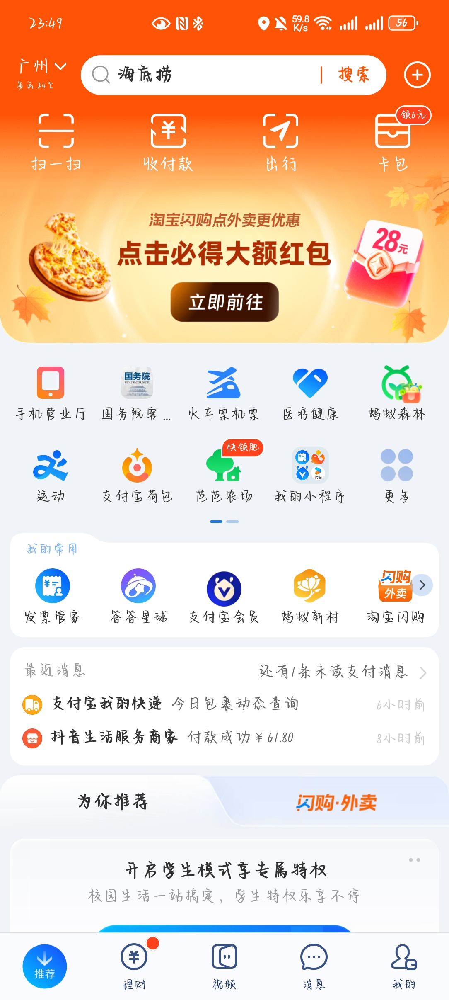 23:49
59.8
K/s
56
广州
多云 24℃
海底捞
搜索
领6元
扫一扫
收付款
出行
卡包
淘宝闪购点外卖更优惠
点击必得大额红包
28元
立即前往
国务院
STATE COUNCIL
手机营业厅
国务院客...
火车票机票
医疗健康
蚂蚁森林
快领肥
优酷
运动
支付宝荷包
芭芭农场
我的小程序
更多
我的常用
闪购
外卖
发票管家
答答星球
支付宝会员
蚂蚁新村
淘宝闪购
最近消息
还有1条未读支付消息
支付宝我的快递 今日包裹动态查询
6小时前
抖音生活服务商家 付款成功¥61.80
8小时前
为你推荐
闪购·外卖
开启学生模式享专属特权
校园生活一站搞定，学生特权乐享不停
推荐
理财
视频
消息
我的